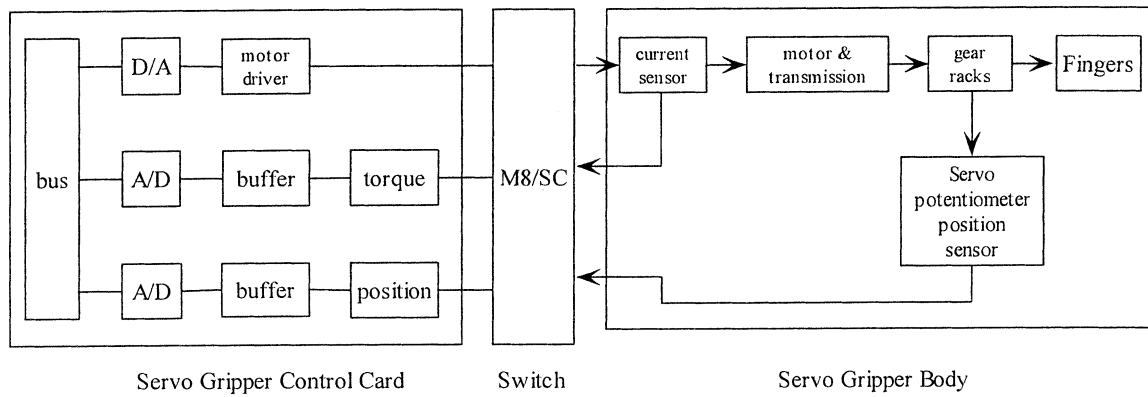 bus
D/A
motor
driver
A/D
buffer
torque
A/D
buffer
position
M8/SC
current
sensor
motor &
transmission
gear
racks
Fingers
Servo
potentiometer
position
sensor
Servo Gripper Control Card
Switch
Servo Gripper Body